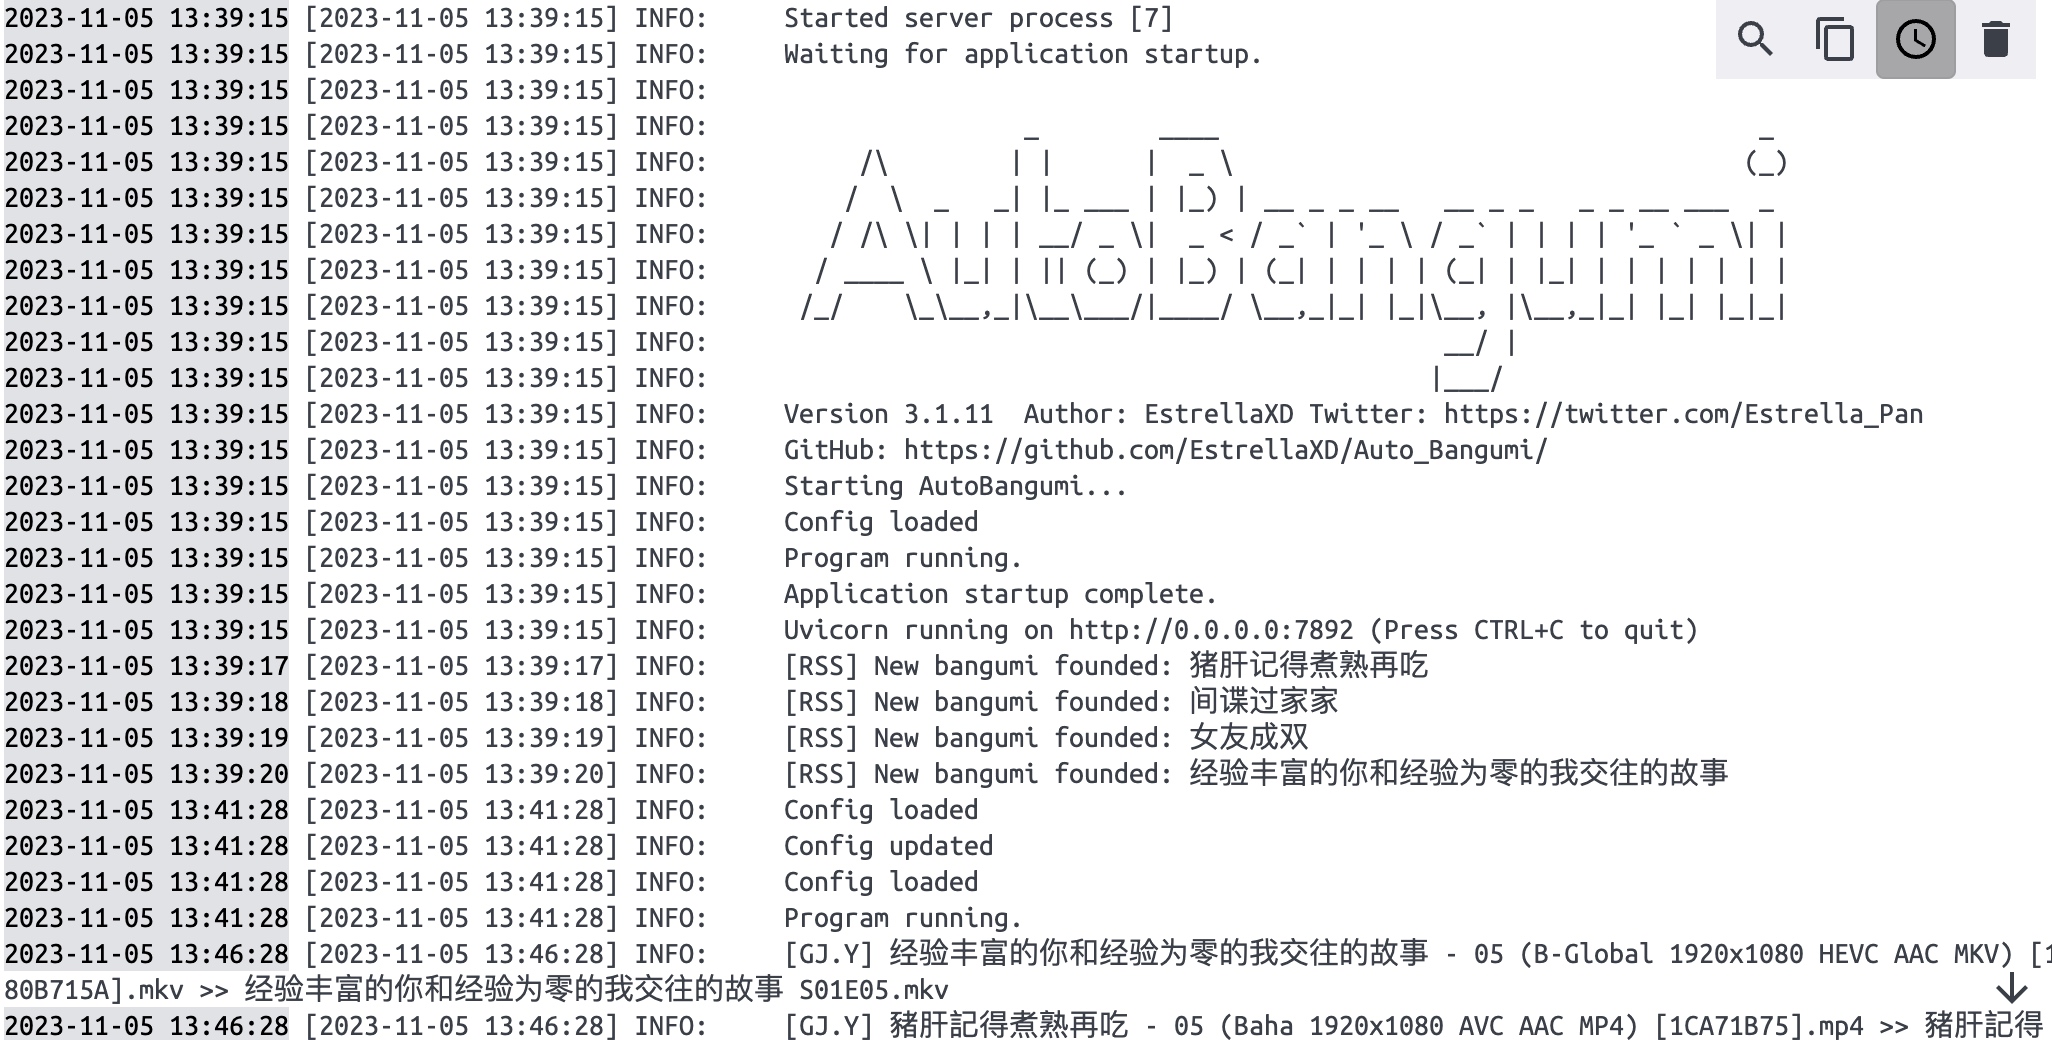 2023-11-05 13:39:15 [2023-11-05 13:39:15] INFO:     Started server process [7]
2023-11-05 13:39:15 [2023-11-05 13:39:15] INFO:     Waiting for application startup.
2023-11-05 13:39:15 [2023-11-05 13:39:15] INFO:
2023-11-05 13:39:15 [2023-11-05 13:39:15] INFO:                     _        ____                                    _
2023-11-05 13:39:15 [2023-11-05 13:39:15] INFO:          /\        | |      |  _ \                                  (_)
2023-11-05 13:39:15 [2023-11-05 13:39:15] INFO:         /  \  _   _| |_ ___ | |_) | __ _ _ __   __ _ _   _ _ __ ___  _
2023-11-05 13:39:15 [2023-11-05 13:39:15] INFO:        / /\ \| | | | __/ _ \|  _ < / _` | '_ \ / _` | | | | '_ ` _ \| |
2023-11-05 13:39:15 [2023-11-05 13:39:15] INFO:       / ____ \ |_| | || (_) | |_) | (_| | | | | (_| | |_| | | | | | | |
2023-11-05 13:39:15 [2023-11-05 13:39:15] INFO:      /_/    \_\__,_|\__\___/|____/ \__,_|_| |_|\__, |\__,_|_| |_| |_|_|
2023-11-05 13:39:15 [2023-11-05 13:39:15] INFO:                                                 __/ |
2023-11-05 13:39:15 [2023-11-05 13:39:15] INFO:                                                |___/
2023-11-05 13:39:15 [2023-11-05 13:39:15] INFO:     Version 3.1.11  Author: EstrellaXD Twitter: https://twitter.com/Estrella_Pan
2023-11-05 13:39:15 [2023-11-05 13:39:15] INFO:     GitHub: https://github.com/EstrellaXD/Auto_Bangumi/
2023-11-05 13:39:15 [2023-11-05 13:39:15] INFO:     Starting AutoBangumi...
2023-11-05 13:39:15 [2023-11-05 13:39:15] INFO:     Config loaded
2023-11-05 13:39:15 [2023-11-05 13:39:15] INFO:     Program running.
2023-11-05 13:39:15 [2023-11-05 13:39:15] INFO:     Application startup complete.
2023-11-05 13:39:15 [2023-11-05 13:39:15] INFO:     Uvicorn running on http://0.0.0.0:7892 (Press CTRL+C to quit)
2023-11-05 13:39:17 [2023-11-05 13:39:17] INFO:     [RSS] New bangumi founded: 猪肝记得煮熟再吃
2023-11-05 13:39:18 [2023-11-05 13:39:18] INFO:     [RSS] New bangumi founded: 间谍过家家
2023-11-05 13:39:19 [2023-11-05 13:39:19] INFO:     [RSS] New bangumi founded: 女友成双
2023-11-05 13:39:20 [2023-11-05 13:39:20] INFO:     [RSS] New bangumi founded: 经验丰富的你和经验为零的我交往的故事
2023-11-05 13:41:28 [2023-11-05 13:41:28] INFO:     Config loaded
2023-11-05 13:41:28 [2023-11-05 13:41:28] INFO:     Config updated
2023-11-05 13:41:28 [2023-11-05 13:41:28] INFO:     Config loaded
2023-11-05 13:41:28 [2023-11-05 13:41:28] INFO:     Program running.
2023-11-05 13:46:28 [2023-11-05 13:46:28] INFO:     [GJ.Y] 经验丰富的你和经验为零的我交往的故事 - 05 (B-Global 1920x1080 HEVC AAC MKV) [1
80B715A].mkv >> 经验丰富的你和经验为零的我交往的故事 S01E05.mkv
2023-11-05 13:46:28 [2023-11-05 13:46:28] INFO:     [GJ.Y] 豬肝記得煮熟再吃 - 05 (Baha 1920x1080 AVC AAC MP4) [1CA71B75].mp4 >> 豬肝記得